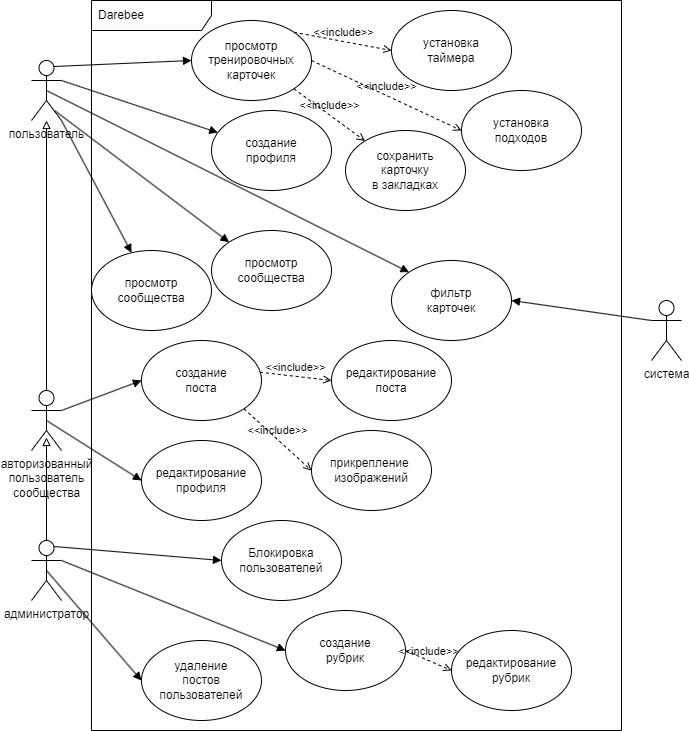 Darebee
просмотр
тренировочных
карточек
<<include>>
установка
таймера
<<include>>
установка
подходов
<<include>>
сохранить
карточку
в закладках
пользователь
создание
профиля
просмотр
сообщества
просмотр
сообщества
фильтр
карточек
система
создание
поста
<<include>>
редактирование
поста
<<include>>
прикрепление
изображений
авторизованный
пользователь
сообщества
редактирование
профиля
Блокировка
пользователей
администратор
создание
рубрик
<<include>>
редактирование
рубрик
удаление
постов
пользователей